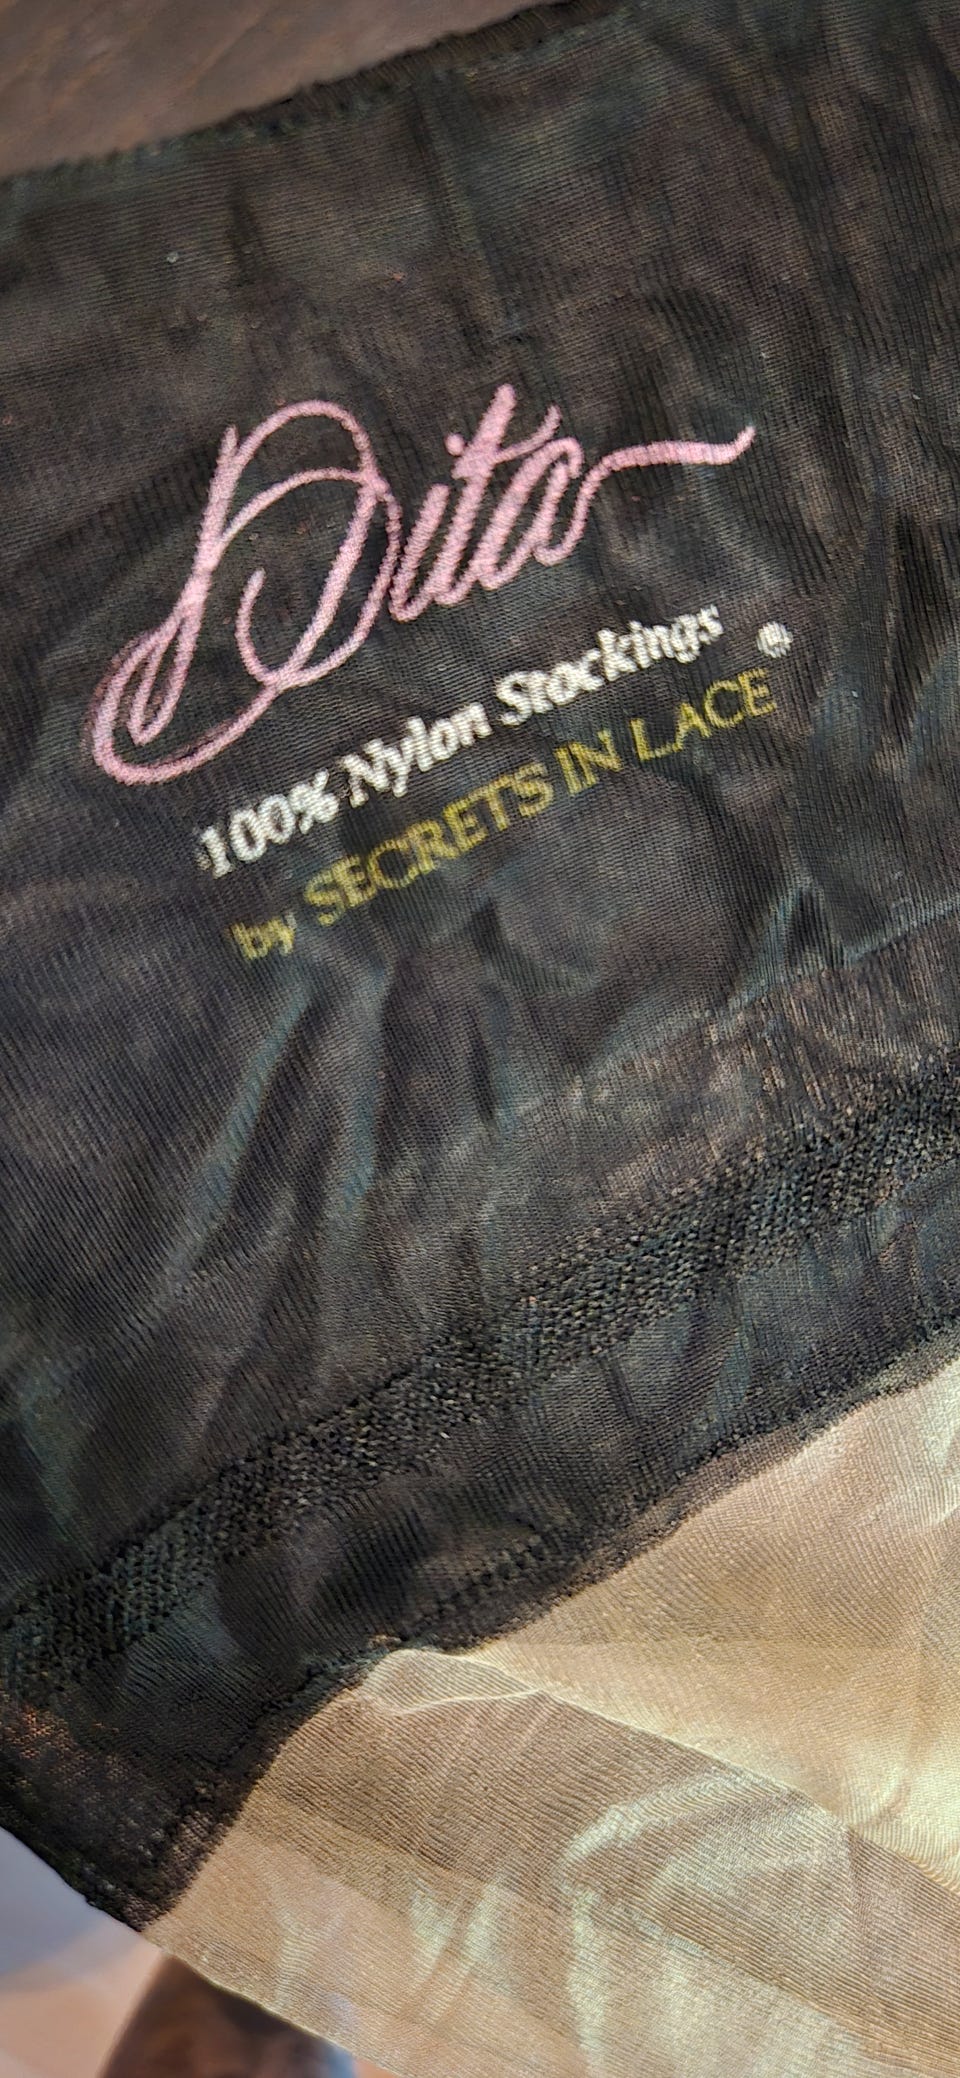 Dita
100% Nylon Stockings
by SECRETS IN LACE®